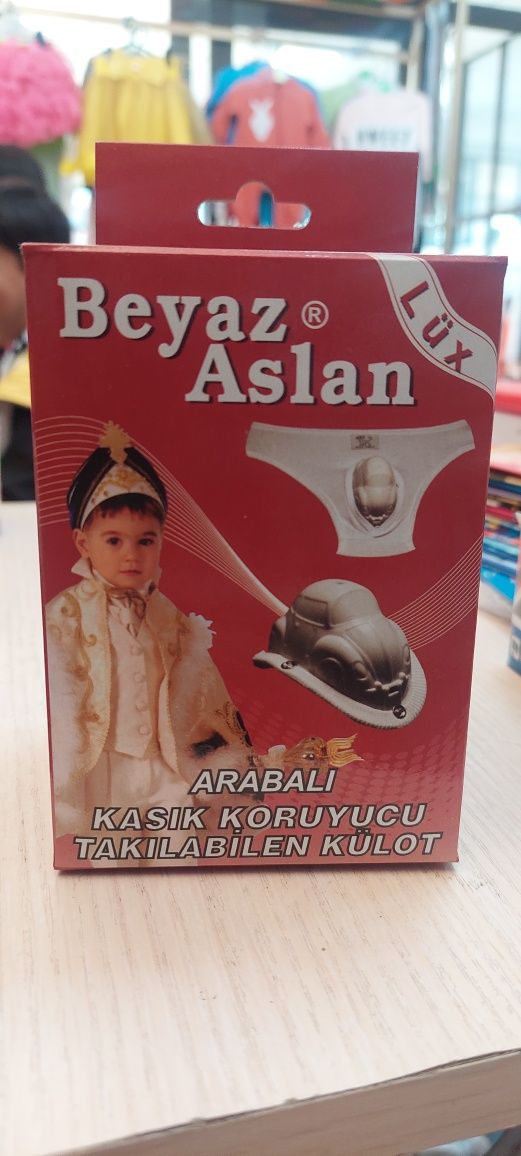 Beyaz ®
Aslan
Lüx
ARABALI
KASIK KORUYUCU
TAKILABİLEN KÜLOT